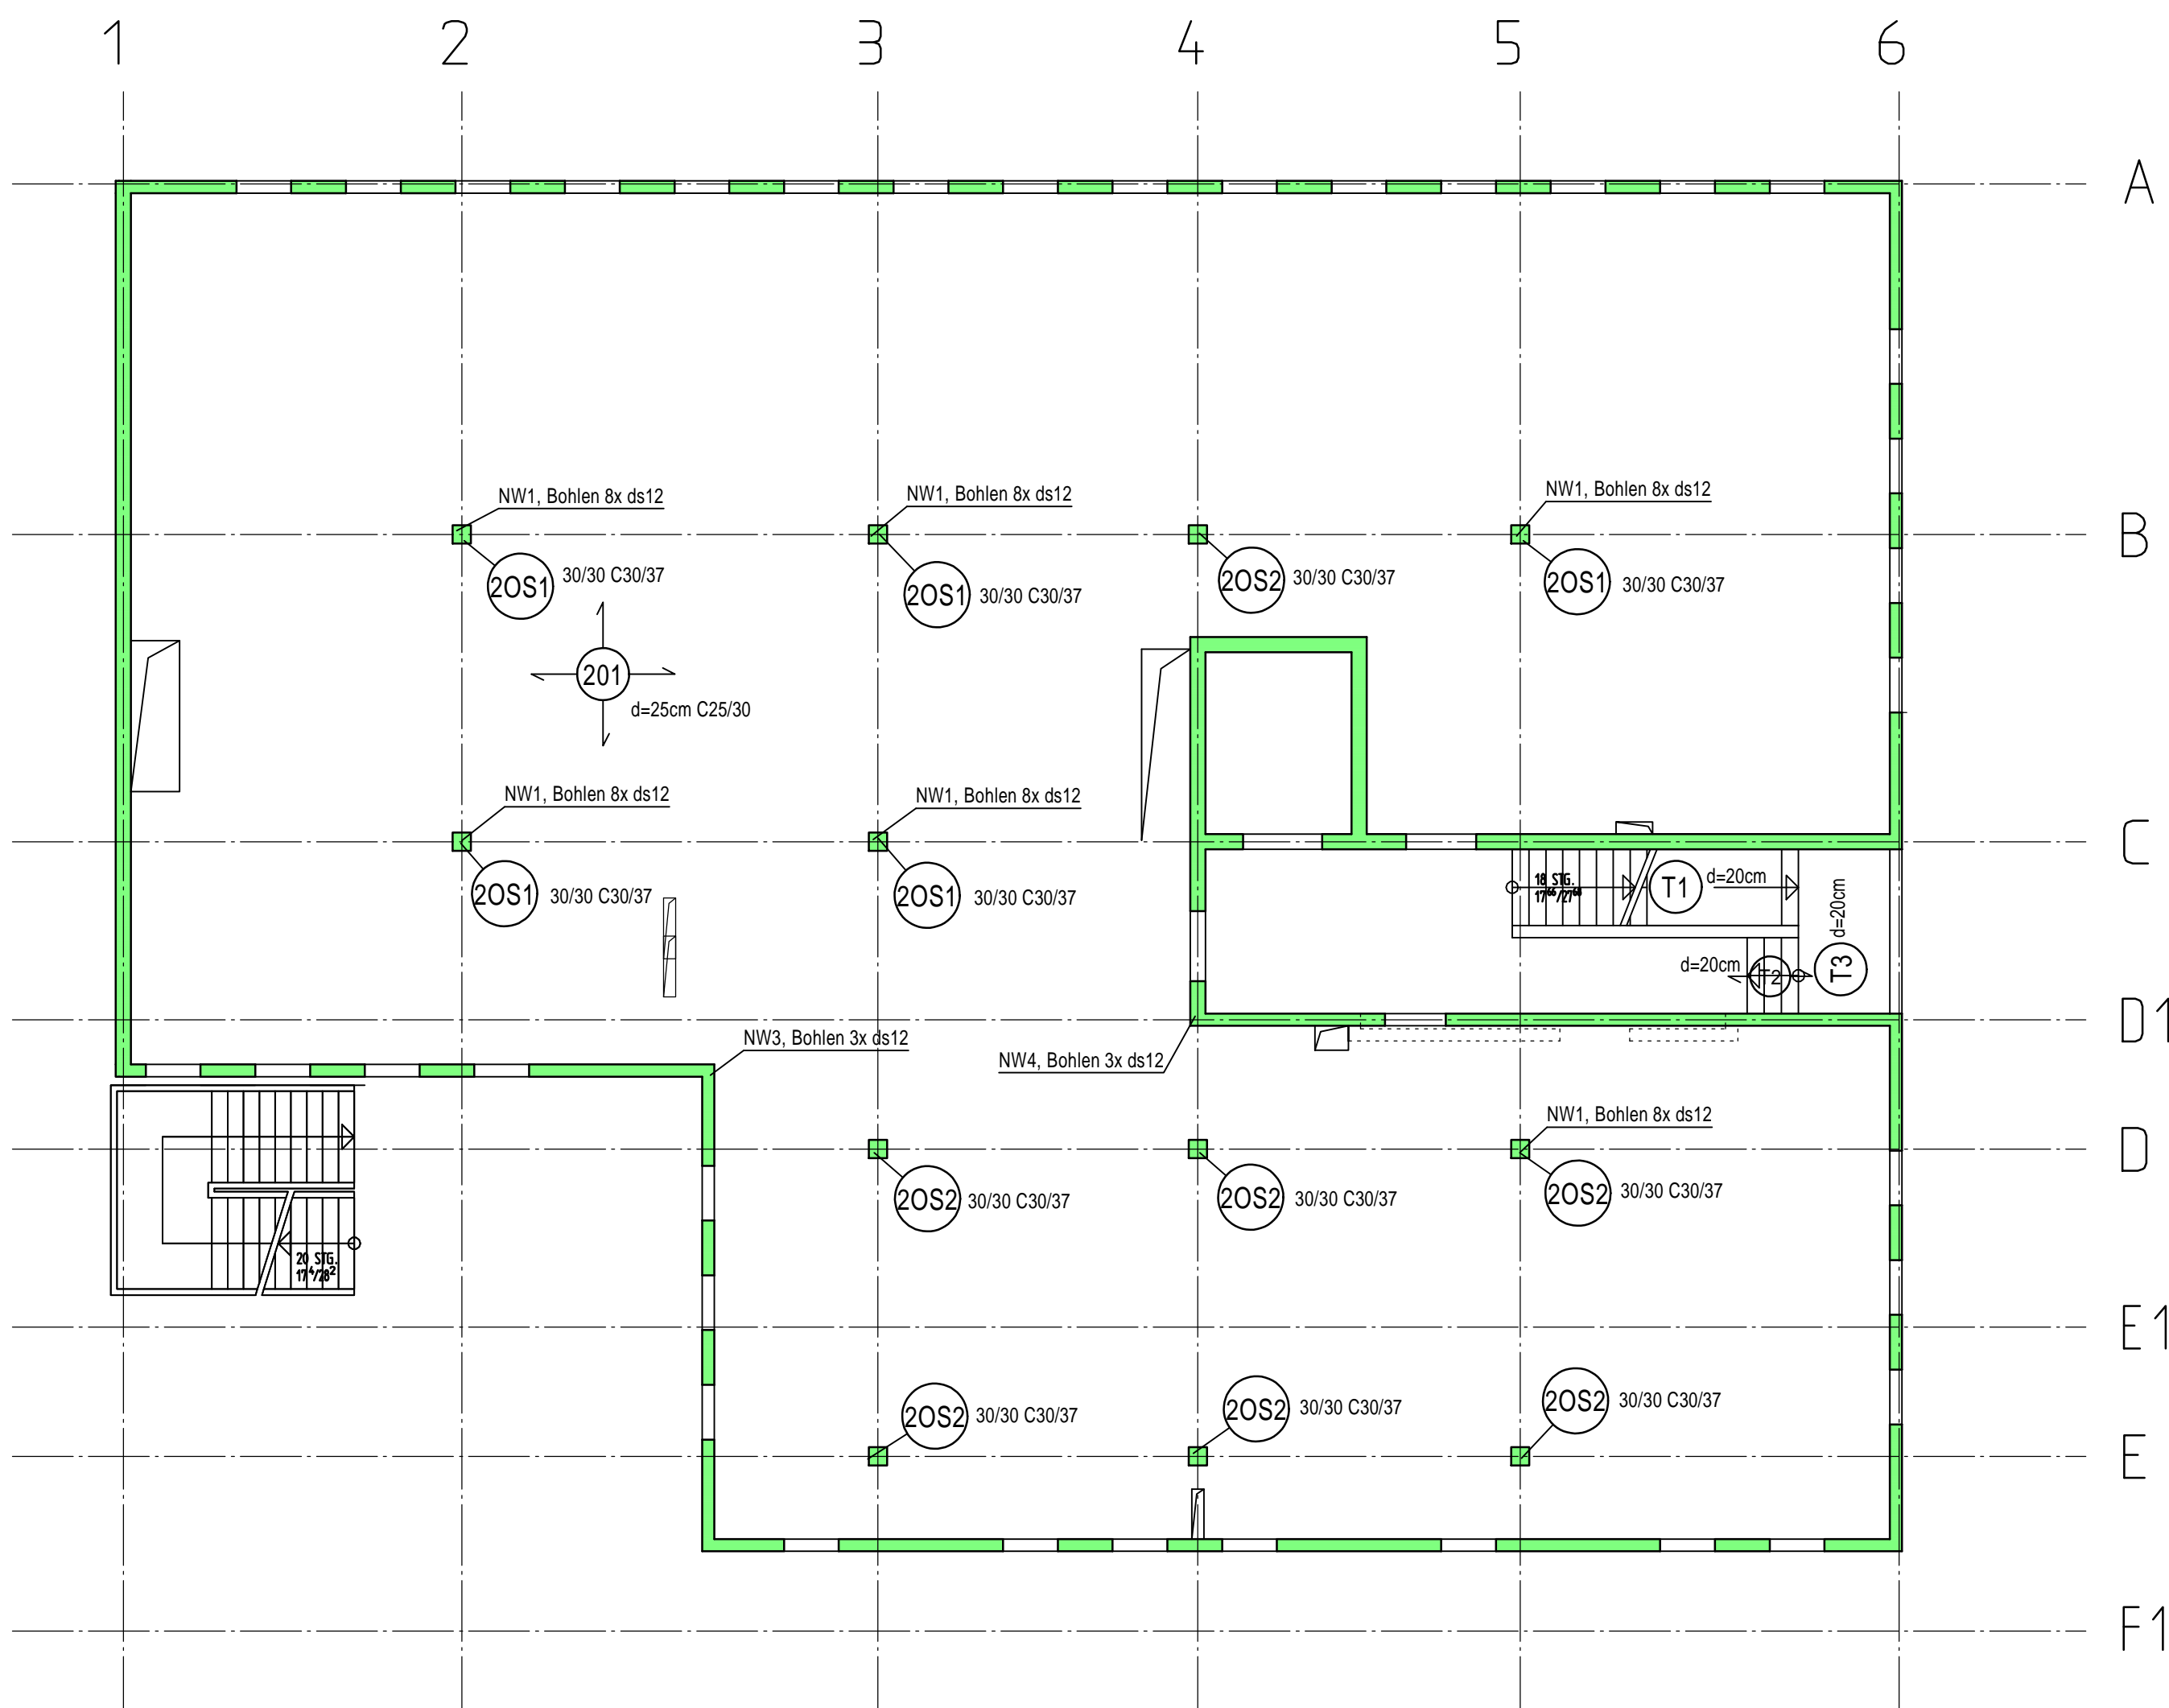 1 2 3 4 5 6
A
NW1, Bohlen 8x ds12
NW1, Bohlen 8x ds12
NW1, Bohlen 8x ds12
B
2OS1 30/30 C30/37
2OS1 30/30 C30/37
2OS2 30/30 C30/37
2OS1 30/30 C30/37
201
d=25cm C25/30
NW1, Bohlen 8x ds12
NW1, Bohlen 8x ds12
C
2OS1 30/30 C30/37
2OS1 30/30 C30/37
18 STG.
17⁶⁶/27⁶⁸
T1
d=20cm
d=20cm
d=20cm
T2
T3
D1
NW3, Bohlen 3x ds12
NW4, Bohlen 3x ds12
NW1, Bohlen 8x ds12
D
2OS2 30/30 C30/37
2OS2 30/30 C30/37
2OS2 30/30 C30/37
20 STG.
17⁴/28²
E1
2OS2 30/30 C30/37
2OS2 30/30 C30/37
2OS2 30/30 C30/37
E
F1